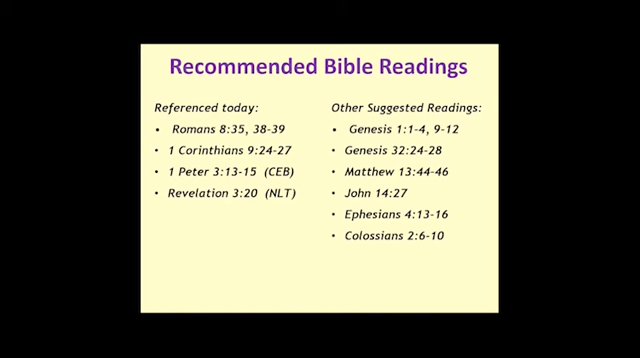 Recommended Bible Readings
Referenced today:
• Romans 8:35, 38-39
• 1 Corinthians 9:24-27
• 1 Peter 3:13-15 (CEB)
• Revelation 3:20 (NLT)
Other Suggested Readings:
• Genesis 1:1-4, 9-12
• Genesis 32:24-28
• Matthew 13:44-46
• John 14:27
• Ephesians 4:13-16
• Colossians 2:6-10